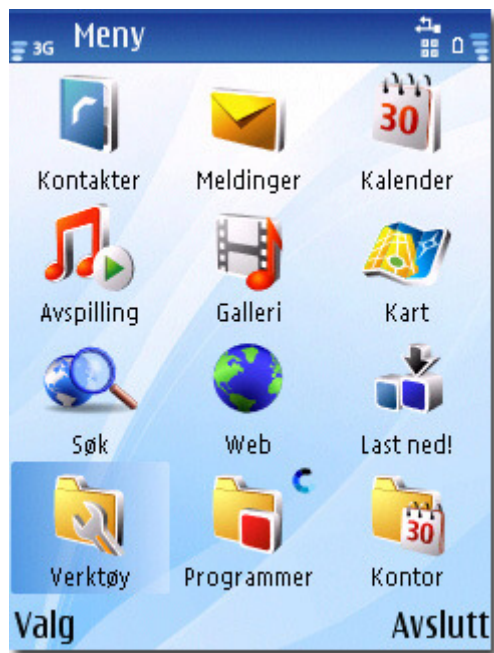 3G Meny
30
Kontakter Meldinger Kalender
Avspilling Galleri Kart
Søk Web Last ned!
30
Verktøy Programmer Kontor
Valg Avslutt